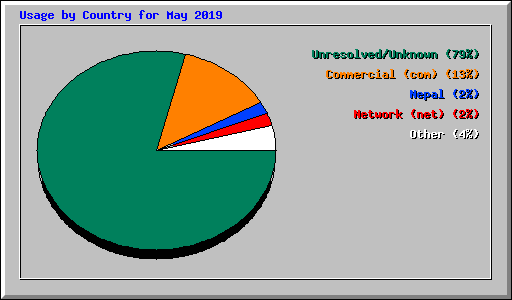 Usage by Country for May 2019
Unresolved/Unknown (79%)
Commercial (com) (13%)
Nepal (2%)
Network (net) (2%)
Other (4%)